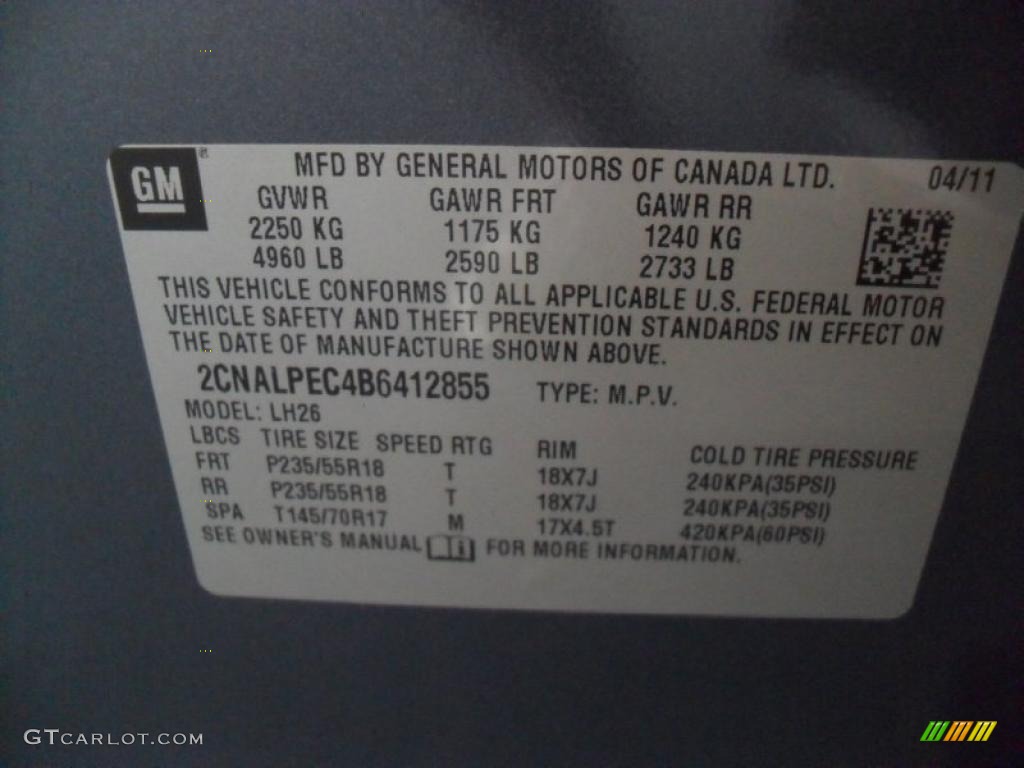 GM
MFD BY GENERAL MOTORS OF CANADA LTD. 04/11
GVWR GAWR FRT GAWR RR
2250 KG 1175 KG 1240 KG
4960 LB 2590 LB 2733 LB
THIS VEHICLE CONFORMS TO ALL APPLICABLE U.S. FEDERAL MOTOR
VEHICLE SAFETY AND THEFT PREVENTION STANDARDS IN EFFECT ON
THE DATE OF MANUFACTURE SHOWN ABOVE.
2CNALPEC4B6412855 TYPE: M.P.V.
MODEL: LH26
LBCS TIRE SIZE SPEED RTG RIM COLD TIRE PRESSURE
FRT P235/55R18 T 18X7J 240KPA(35PSI)
RR P235/55R18 T 18X7J 240KPA(35PSI)
SPA T145/70R17 M 17X4.5T 420KPA(60PSI)
SEE OWNER'S MANUAL FOR MORE INFORMATION.
GTCARLOT.COM